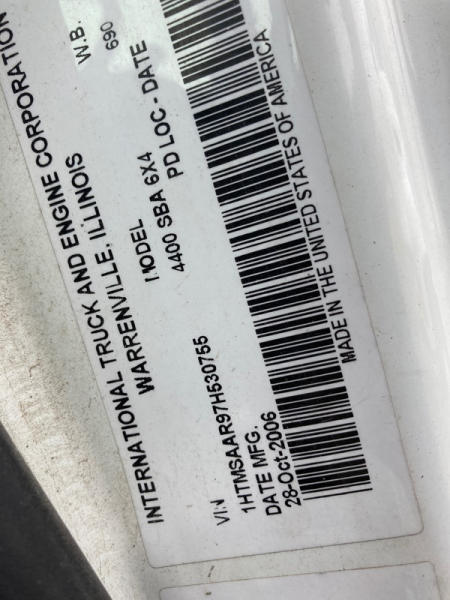 INTERNATIONAL TRUCK AND ENGINE CORPORATION
WARRENVILLE, ILLINOIS
MODEL W.B.
4400 SBA 6X4 690
VIN PD LOC - DATE
1HTMSAAR97H530755
DATE MFG.
28-Oct-2006
MADE IN THE UNITED STATES OF AMERICA